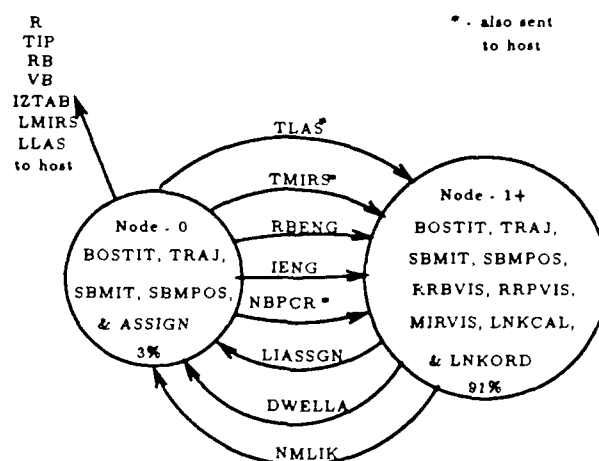 R
TIP
RB
VB
IZTAB
LMIRS
LLAS
to host
* - also sent
to host
TLAS*
TMIRS*
RBENG
IENG
NBPCR *
LIASSGN
DWELLA
NMLIK
Node - 0
BOSTIT, TRAJ,
SBMIT, SBMPOS,
& ASSIGN
3%
Node - 1+
BOSTIT, TRAJ,
SBMIT, SBMPOS,
KRBVIS, RRPVIS,
MIRVIS, LNKCAL,
& LNKORD
91%